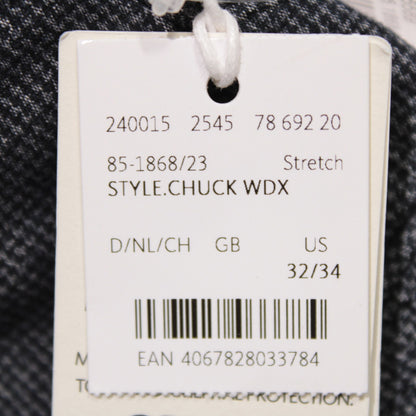 240015 2545 78 692 20
85-1868/23 Stretch
STYLE.CHUCK WDX
D/NL/CH GB US
32/34
EAN 4067828033784
PROTECTION.